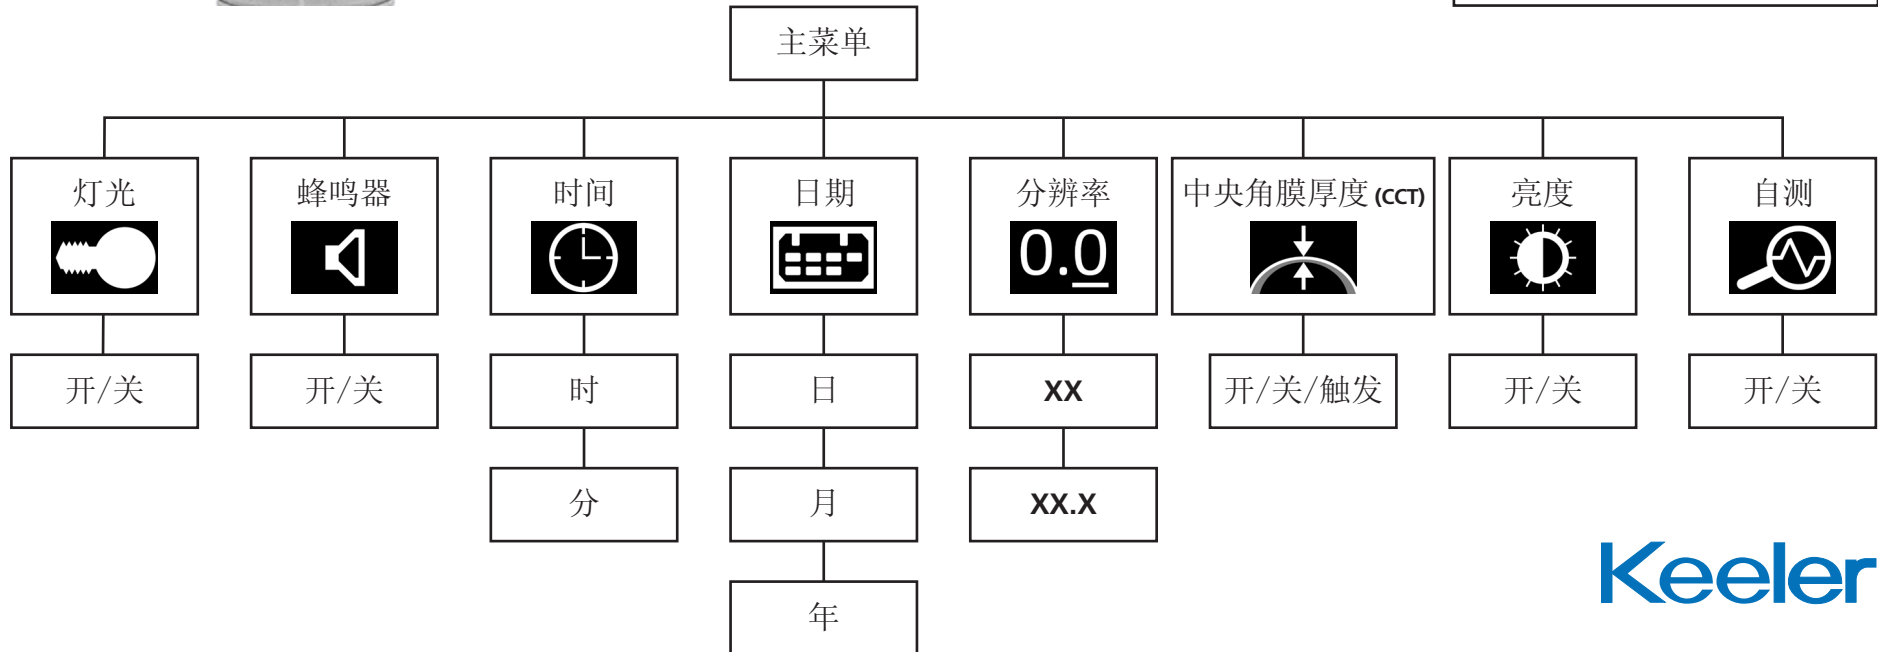 主菜单
灯光
蜂鸣器
时间
日期
分辨率
中央角膜厚度 (CCT)
亮度
自测
0.0
开/关
开/关
时
日
XX
开/关/触发
开/关
开/关
分
月
XX.X
年
Keeler